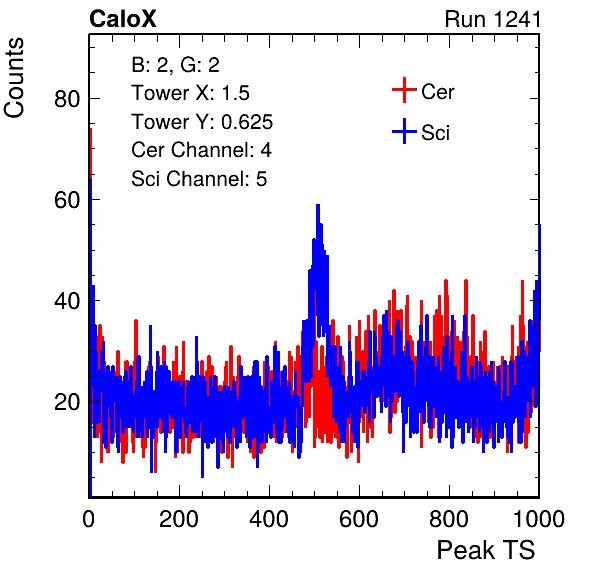 CaloX Run 1241
Counts
B: 2, G: 2
Tower X: 1.5
Tower Y: 0.625
Cer Channel: 4
Sci Channel: 5
Cer
Sci
80
60
40
20
0 200 400 600 800 1000
Peak TS